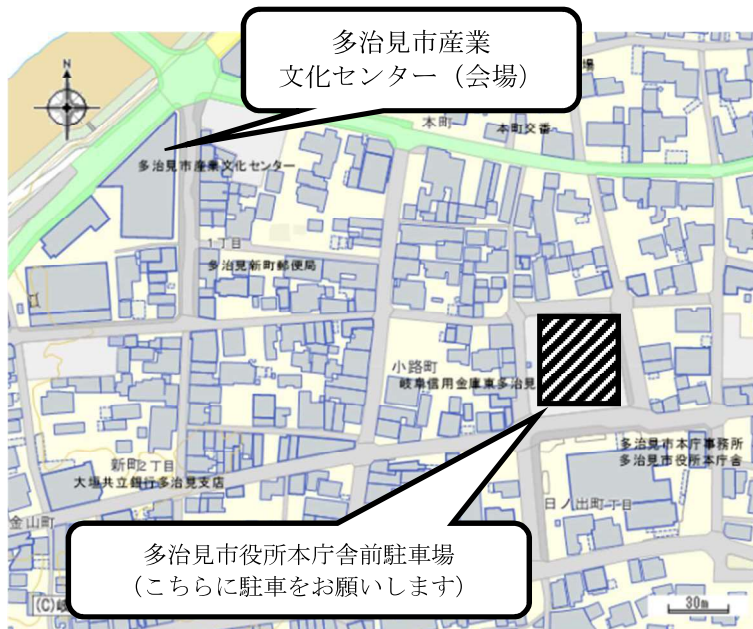 多治見市産業
文化センター（会場）
N
場
本町
本町交番
多治見市産業文化センター
1丁目
多治見新町郵便局
小路町
岐阜信用金庫東多治見
多治見市本庁事務所
多治見市役所本庁舎
新町2丁目
大垣共立銀行多治見支店
日ノ出町
丁目
金山町
多治見市役所本庁舎前駐車場
（こちらに駐車をお願いします）
(C)岐
30m